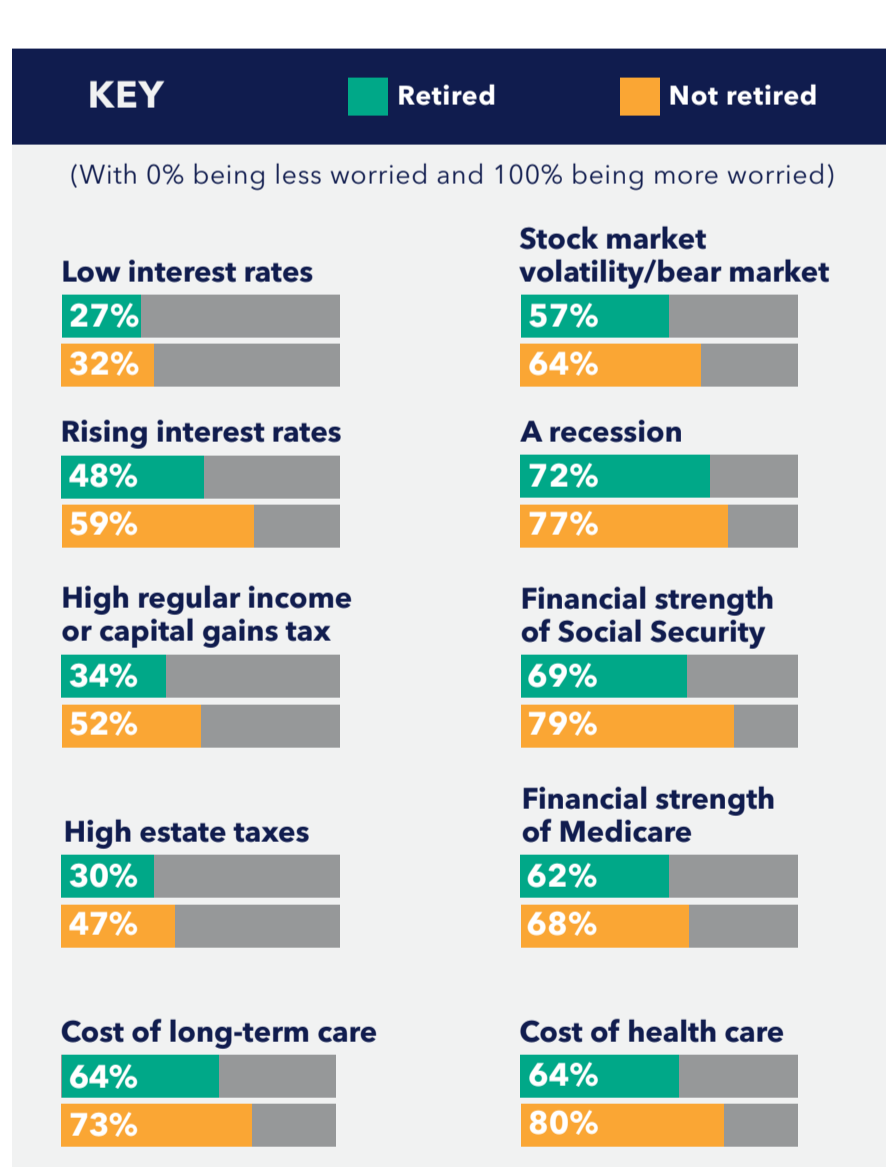 KEY
Retired
Not retired
(With 0% being less worried and 100% being more worried)
Low interest rates
27%
32%
Stock market
volatility/bear market
57%
64%
Rising interest rates
48%
59%
A recession
72%
77%
High regular income
or capital gains tax
34%
52%
Financial strength
of Social Security
69%
79%
High estate taxes
30%
47%
Financial strength
of Medicare
62%
68%
Cost of long-term care
64%
73%
Cost of health care
64%
80%